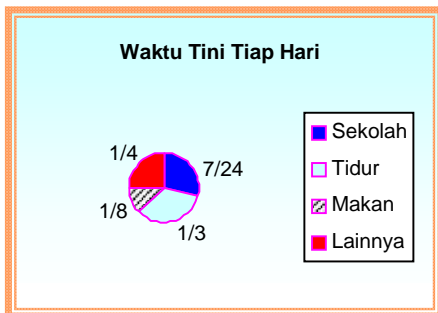 Waktu Tini Tiap Hari
1/4
7/24
1/8
1/3
Sekolah
Tidur
Makan
Lainnya